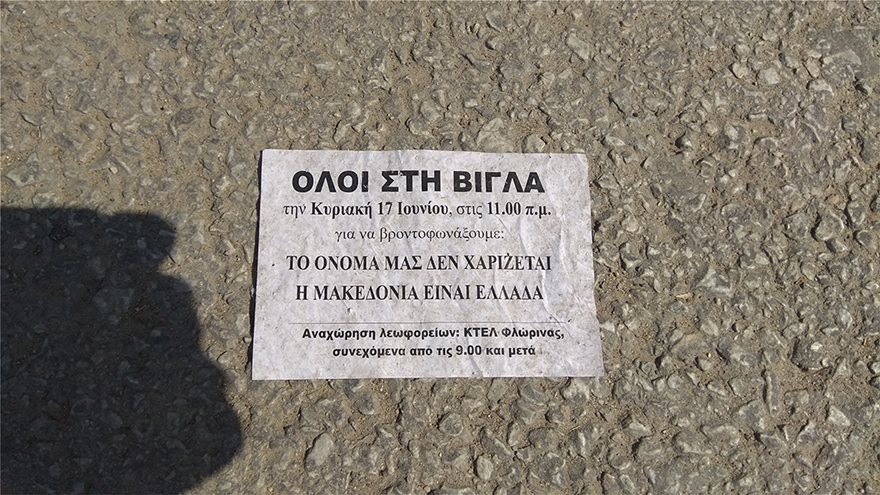 ΟΛΟΙ ΣΤΗ ΒΙΓΛΑ
την Κυριακή 17 Ιουνίου, στις 11.00 π.μ.
για να βροντοφωνάξουμε:
ΤΟ ΟΝΟΜΑ ΜΑΣ ΔΕΝ ΧΑΡΙΖΕΤΑΙ
Η ΜΑΚΕΔΟΝΙΑ ΕΙΝΑΙ ΕΛΛΑΔΑ
Αναχώρηση λεωφορείων: ΚΤΕΛ Φλώρινας,
συνεχόμενα από τις 9.00 και μετά